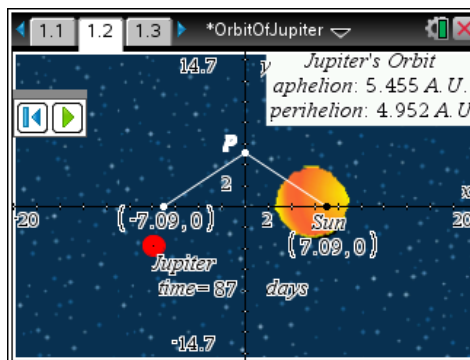 1.1 1.2 1.3 *OrbitOfJupiter
14.7 y Jupiter's Orbit
aphelion: 5.455 A.U.
perihelion: 4.952 A.U
P
2
x
-20 (-7.09,0) 2 Sun 20
(7.09,0)
Jupiter
time= 87 days
-14.7